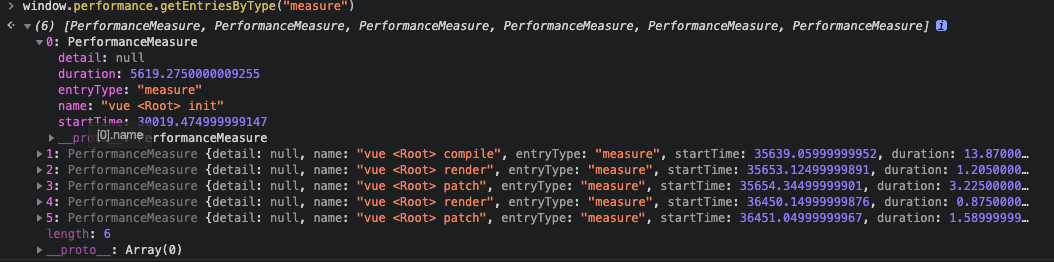 > window.performance.getEntriesByType("measure")
(6) [PerformanceMeasure, PerformanceMeasure, PerformanceMeasure, PerformanceMeasure, PerformanceMeasure, PerformanceMeasure] i
0: PerformanceMeasure
detail: null
duration: 5619.2750000009255
entryType: "measure"
name: "vue <Root> init"
startTime: 30019.474999999147
[0].name
__pro erformanceMeasure
1: PerformanceMeasure {detail: null, name: "vue <Root> compile", entryType: "measure", startTime: 35639.05999999952, duration: 13.87000…
2: PerformanceMeasure {detail: null, name: "vue <Root> render", entryType: "measure", startTime: 35653.12499999891, duration: 1.2050000…
3: PerformanceMeasure {detail: null, name: "vue <Root> patch", entryType: "measure", startTime: 35654.34499999901, duration: 3.22500000…
4: PerformanceMeasure {detail: null, name: "vue <Root> render", entryType: "measure", startTime: 36450.14999999876, duration: 0.8750000…
5: PerformanceMeasure {detail: null, name: "vue <Root> patch", entryType: "measure", startTime: 36451.04999999967, duration: 1.58999999…
length: 6
__proto__: Array(0)